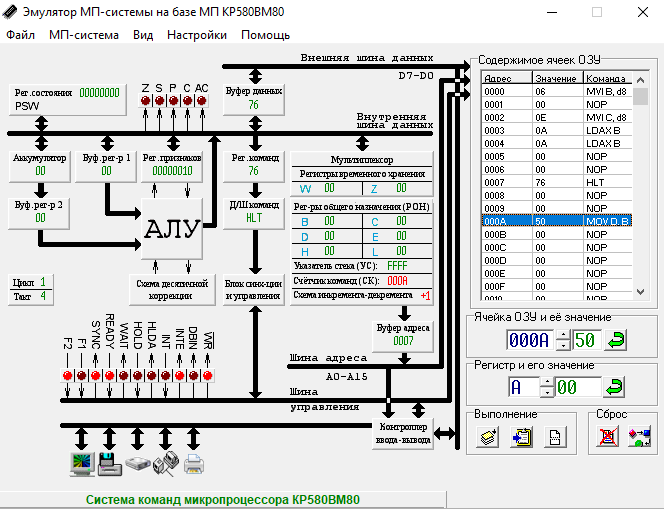 Эмулятор МП-системы на базе МП КР580ВМ80
Файл МП-система Вид Настройки Помощь
Внешняя шина данных
D7-D0
Рег.состояния 00000000
PSW
Z S P C AC
Буфер данных
76
Внутренняя
шина данных
Аккумулятор
00
Буф.рег-р 1
00
Рег.признаков
00000010
Рег.команд
76
Мультиплексор
Регистры временного хранения
W 00 Z 00
Буф.рег-р 2
00
АЛУ
Д/Ш команд
HLT
Рег-ры общего назначения (РОН)
B 00 C 00
D 00 E 00
H 00 L 00
Указатель стека (УС): FFFF
Счётчик команд (СК): 000A
Схема инкремента-декремента +1
Цикл 1
Такт 4
Схема десятичной
коррекции
Блок синх-ции
и управления
Буфер адреса
0007
F2 F1 SYNC READY WAIT HOLD HLDA INT INTE DBIN WR
Шина адреса
A0-A15
Шина
управления
Контроллер
ввода-вывода
Система команд микропроцессора КР580ВМ80
Содержимое ячеек ОЗУ
Адрес Значение Команда
0000 06 MVI B, d8
0001 00 NOP
0002 0E MVI C, d8
0003 0A LDAX B
0004 0A LDAX B
0005 00 NOP
0006 00 NOP
0007 76 HLT
0008 00 NOP
0009 00 NOP
000A 50 MOV D, B
000B 00 NOP
000C 00 NOP
000D 00 NOP
000E 00 NOP
000F 00 NOP
0010 00 NOP
Ячейка ОЗУ и её значение
000A 50
Регистр и его значение
A 00
Выполнение
Сброс